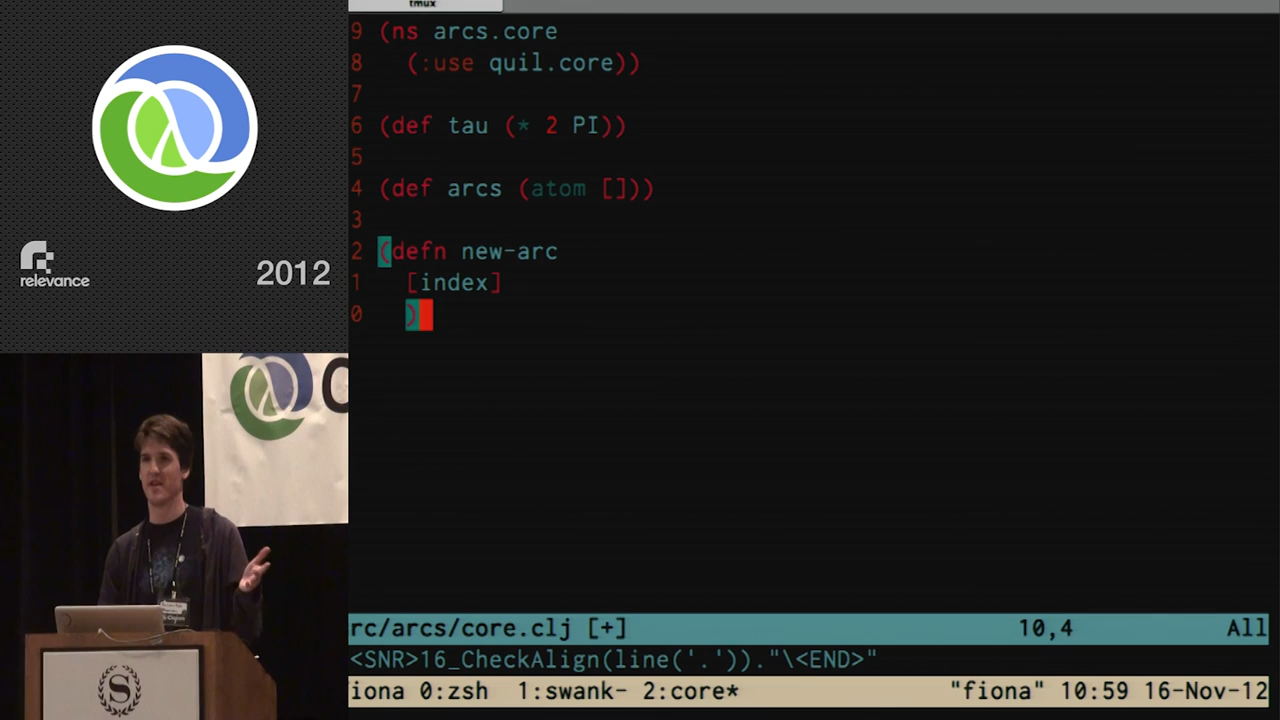 tmux
9 (ns arcs.core
8 (:use quil.core))
7
6 (def tau (* 2 PI))
5
4 (def arcs (atom []))
3
2 (defn new-arc
1 [index]
0 )
rc/arcs/core.clj [+] 10,4 All
<SNR>16_CheckAlign(line('.'))."\<END>"
iona 0:zsh 1:swank- 2:core* "fiona" 10:59 16-Nov-12
relevance
2012
C
S